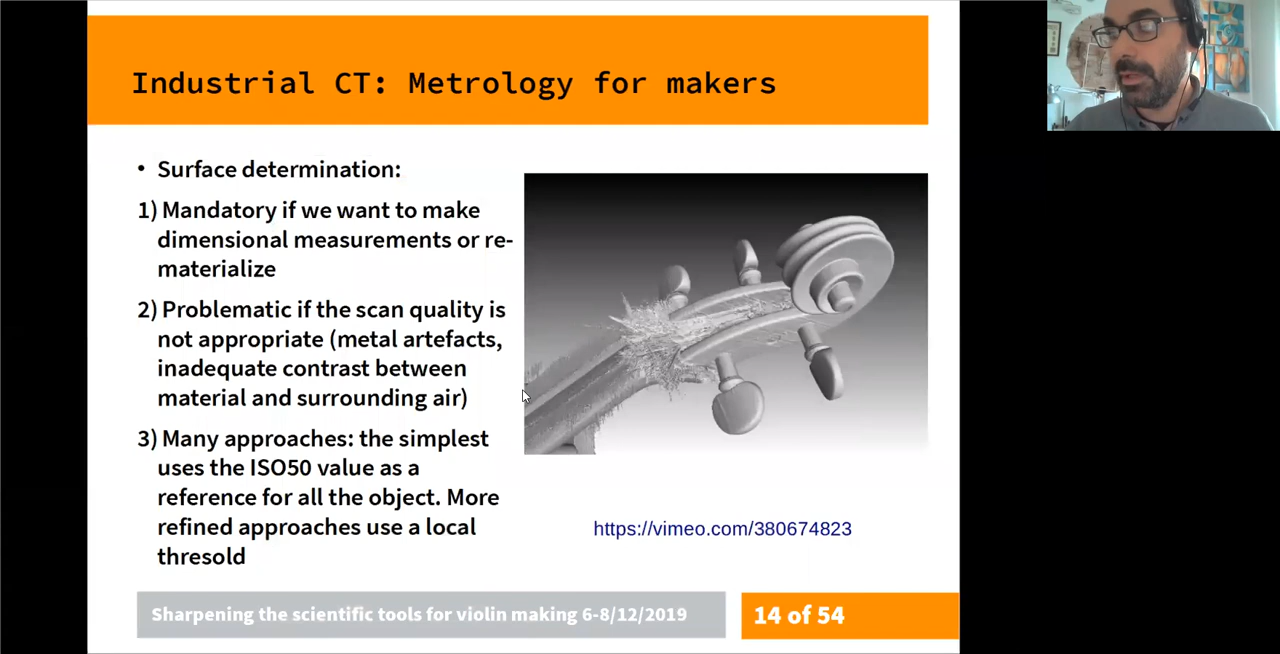 Industrial CT: Metrology for makers
• Surface determination:
1) Mandatory if we want to make
dimensional measurements or re-
materialize
2) Problematic if the scan quality is
not appropriate (metal artefacts,
inadequate contrast between
material and surrounding air)
3) Many approaches: the simplest
uses the ISO50 value as a
reference for all the object. More
refined approaches use a local
thresold
https://vimeo.com/380674823
Sharpening the scientific tools for violin making 6-8/12/2019
14 of 54